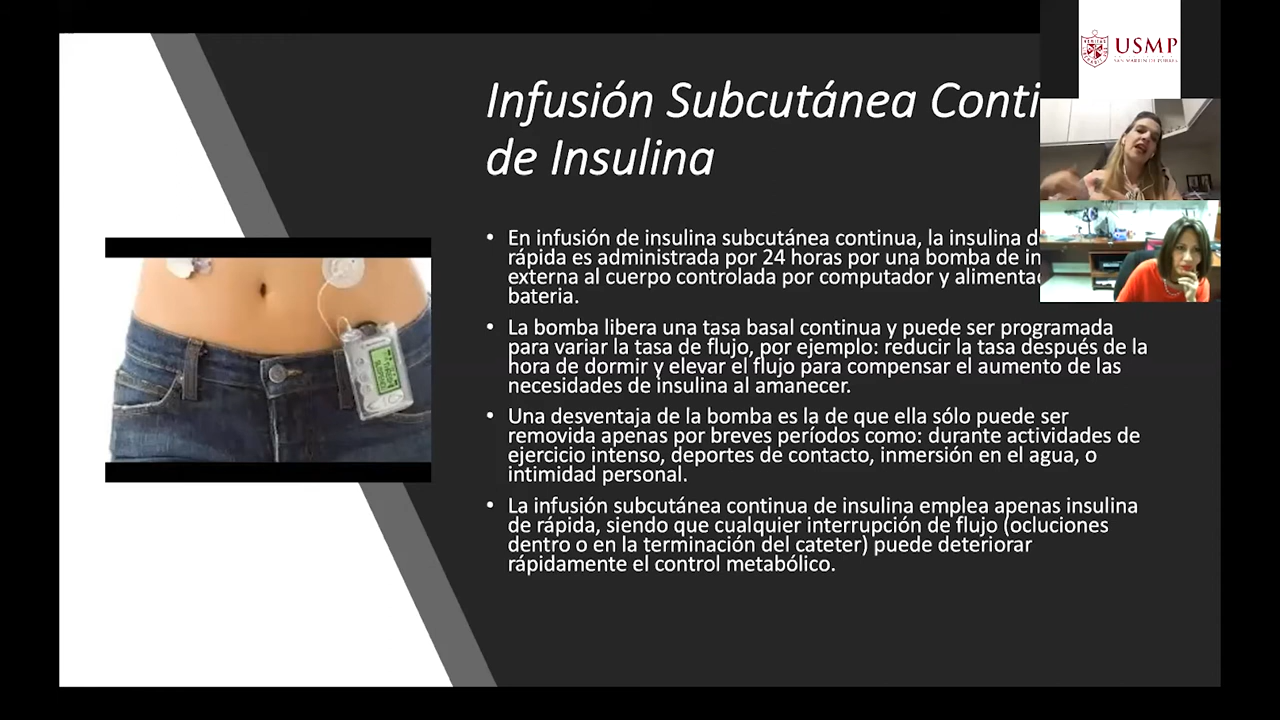 Infusión Subcutánea Conti
de Insulina
USMP
SAN MARTIN DE PORRES
• En infusión de insulina subcutánea continua, la insulina d
rápida es administrada por 24 horas por una bomba de in
externa al cuerpo controlada por computador y alimentad
bateria.
• La bomba libera una tasa basal continua y puede ser programada
para variar la tasa de flujo, por ejemplo: reducir la tasa después de la
hora de dormir y elevar el flujo para compensar el aumento de las
necesidades de insulina al amanecer.
• Una desventaja de la bomba es la de que ella sólo puede ser
removida apenas por breves períodos como: durante actividades de
ejercicio intenso, deportes de contacto, inmersión en el agua, o
intimidad personal.
• La infusión subcutánea continua de insulina emplea apenas insulina
de rápida, siendo que cualquier interrupción de flujo (ocluciones
dentro o en la terminación del cateter) puede deteriorar
rápidamente el control metabólico.